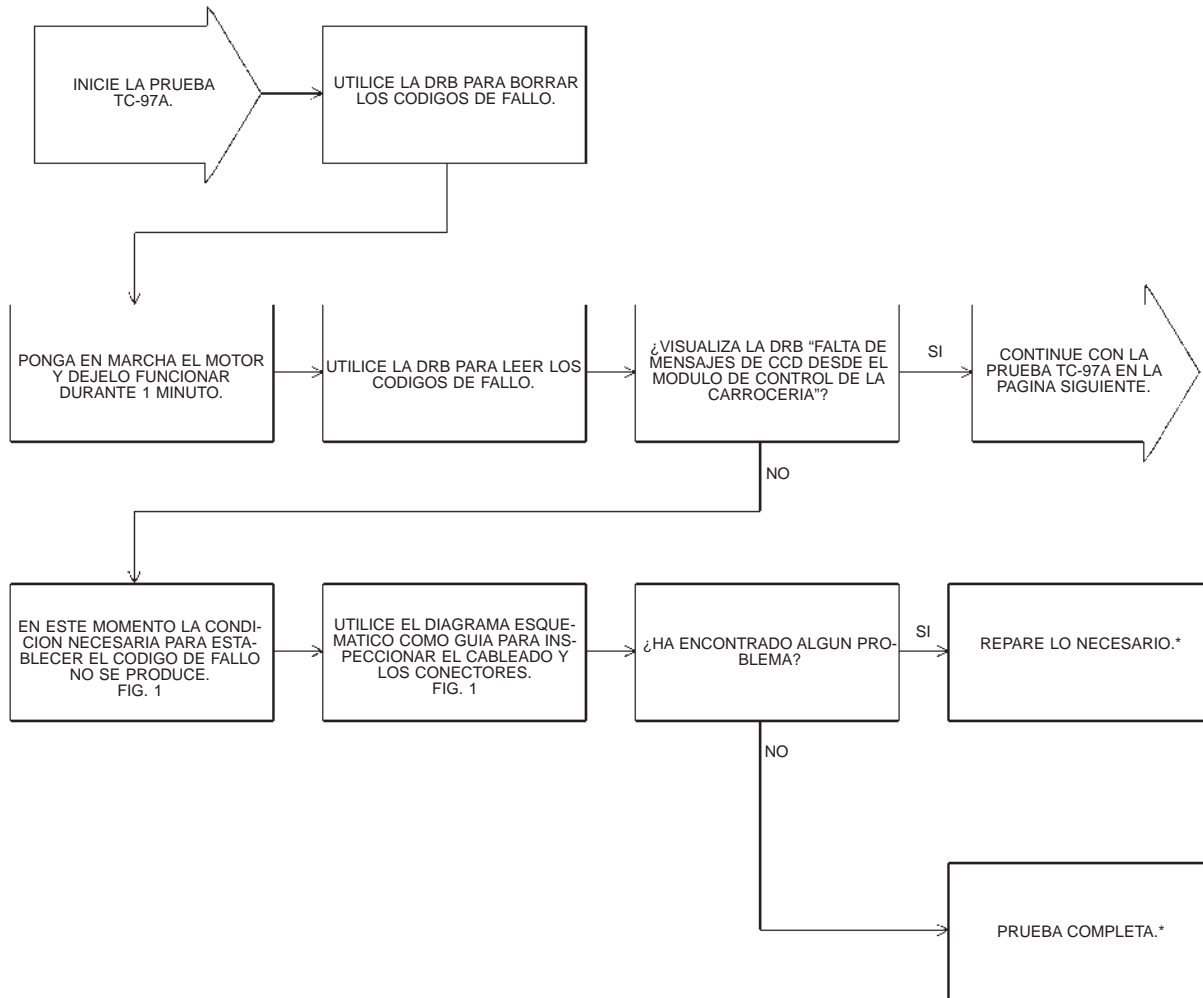 INICIE LA PRUEBA
TC-97A.
UTILICE LA DRB PARA BORRAR
LOS CODIGOS DE FALLO.
PONGA EN MARCHA EL MOTOR
Y DEJELO FUNCIONAR
DURANTE 1 MINUTO.
UTILICE LA DRB PARA LEER LOS
CODIGOS DE FALLO.
¿VISUALIZA LA DRB “FALTA DE
MENSAJES DE CCD DESDE EL
MODULO DE CONTROL DE LA
CARROCERIA”?
SI
CONTINUE CON LA
PRUEBA TC-97A EN LA
PAGINA SIGUIENTE.
NO
EN ESTE MOMENTO LA CONDI-
CION NECESARIA PARA ESTA-
BLECER EL CODIGO DE FALLO
NO SE PRODUCE.
FIG. 1
UTILICE EL DIAGRAMA ESQUE-
MATICO COMO GUIA PARA INS-
PECCIONAR EL CABLEADO Y
LOS CONECTORES.
FIG. 1
¿HA ENCONTRADO ALGUN PRO-
BLEMA?
SI
REPARE LO NECESARIO.*
NO
PRUEBA COMPLETA.*